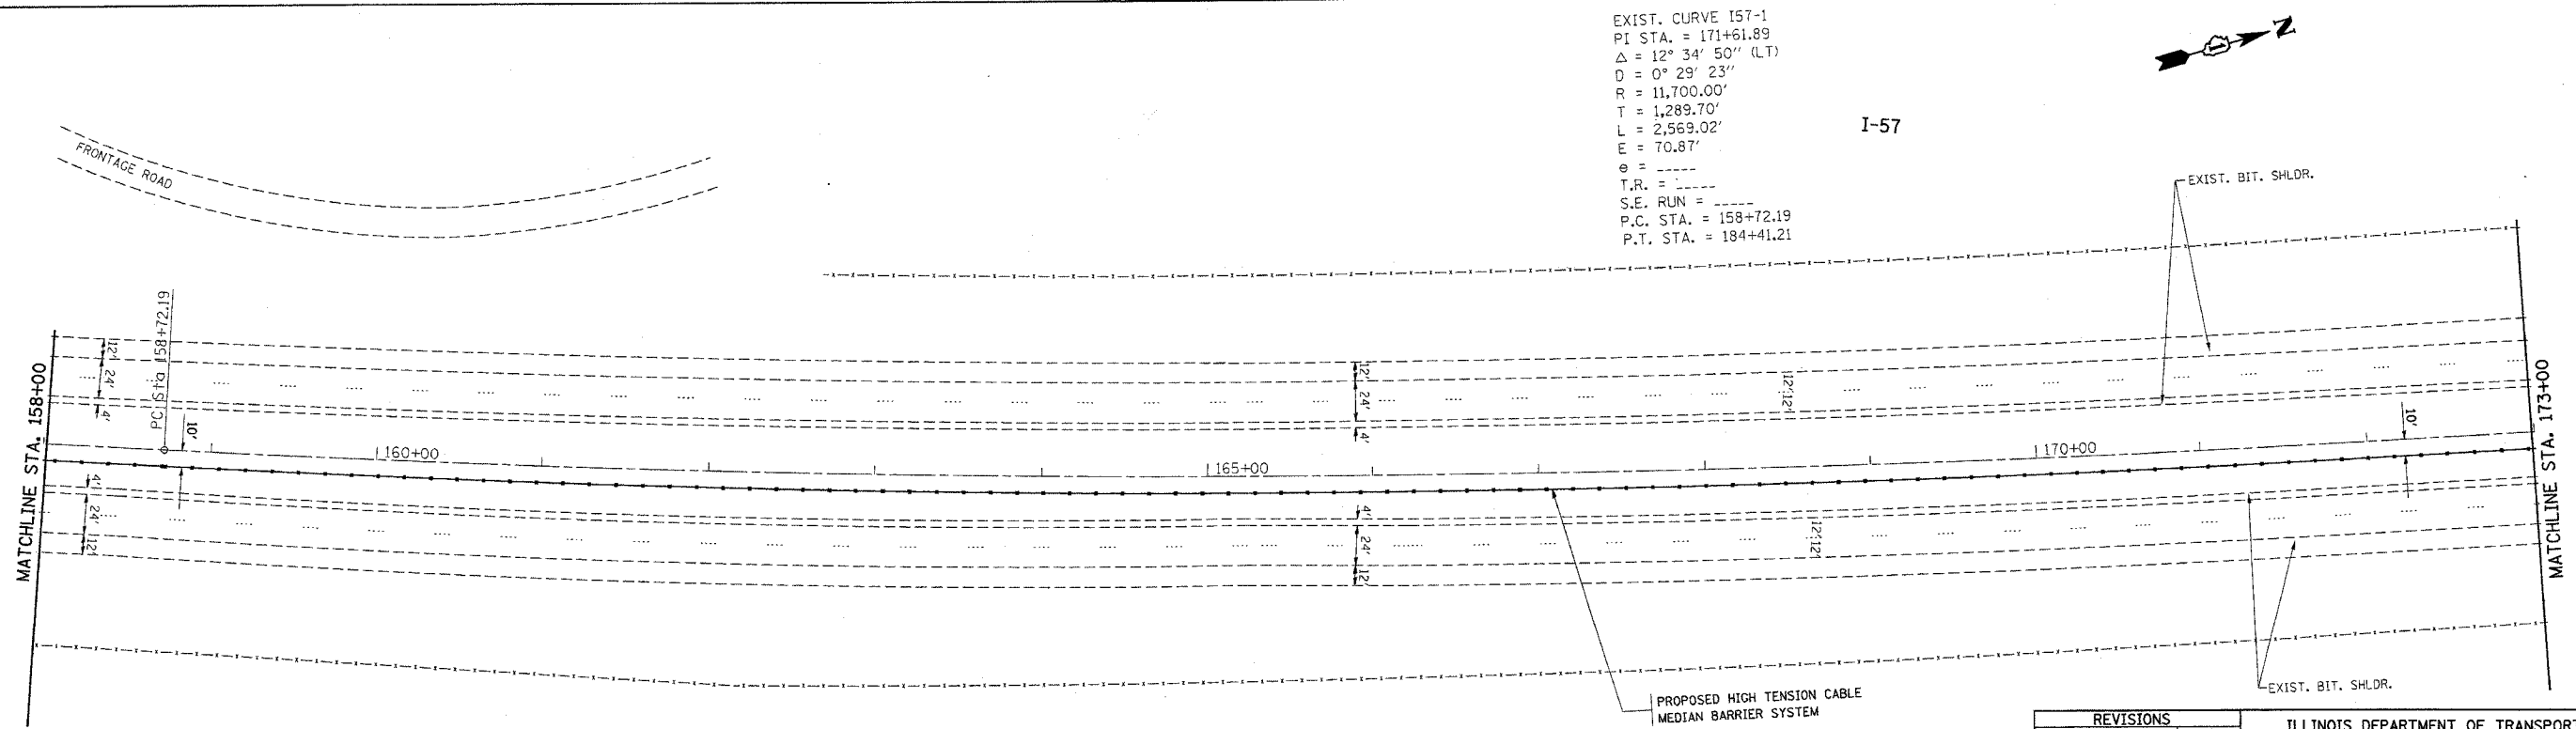 EXIST. CURVE I57-1
PI STA. = 171+61.89
Δ = 12° 34' 50" (LT)
D = 0° 29' 23"
R = 11,700.00'
T = 1,289.70'
L = 2,569.02'
E = 70.87'
e = -----
T.R. = -----
S.E. RUN = -----
P.C. STA. = 158+72.19
P.T. STA. = 184+41.21
I-57
N
FRONTAGE ROAD
EXIST. BIT. SHLDR.
MATCHLINE STA. 158+00
PC Sta 158+72.19
12'
24'
4'
10'
4'
24'
12'
160+00
165+00
170+00
12'
24'
4'
4'
24'
12'
12' 12'
12' 12'
10'
MATCHLINE STA. 173+00
PROPOSED HIGH TENSION CABLE
MEDIAN BARRIER SYSTEM
EXIST. BIT. SHLDR.
REVISIONS
ILLINOIS DEPARTMENT OF TRANSPORT